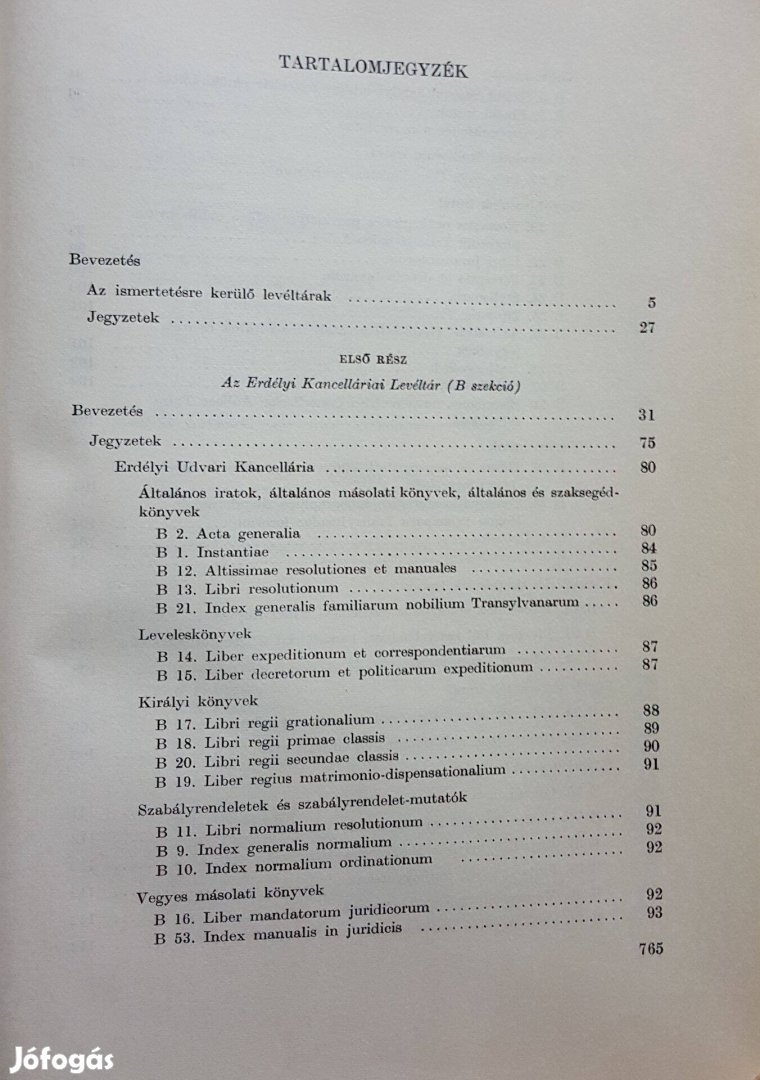 TARTALOMJEGYZÉK
Bevezetés
Az ismertetésre kerülő levéltárak 5
Jegyzetek 27
ELSŐ RÉSZ
Az Erdélyi Kancelláriai Levéltár (B szekció)
Bevezetés 31
Jegyzetek 75
Erdélyi Udvari Kancellária 80
Általános iratok, általános másolati könyvek, általános és szaksegéd-
könyvek
B 2. Acta generalia 80
B 1. Instantiae 84
B 12. Altissimae resolutiones et manuales 85
B 13. Libri resolutionum 86
B 21. Index generalis familiarum nobilium Transylvanarum 86
Leveleskönyvek
B 14. Liber expeditionum et correspondentiarum 87
B 15. Liber decretorum et politicarum expeditionum 87
Királyi könyvek
B 17. Libri regii grationalium 88
B 18. Libri regii primae classis 89
B 20. Libri regii secundae classis 90
B 19. Liber regius matrimonio-dispensationalium 91
Szabályrendeletek és szabályrendelet-mutatók
B 11. Libri normalium resolutionum 91
B 9. Index generalis normalium 92
B 10. Index normalium ordinationum 92
Vegyes másolati könyvek
B 16. Liber mandatorum juridicorum 92
B 53. Index manualis in juridicis 93
765
Jófogás